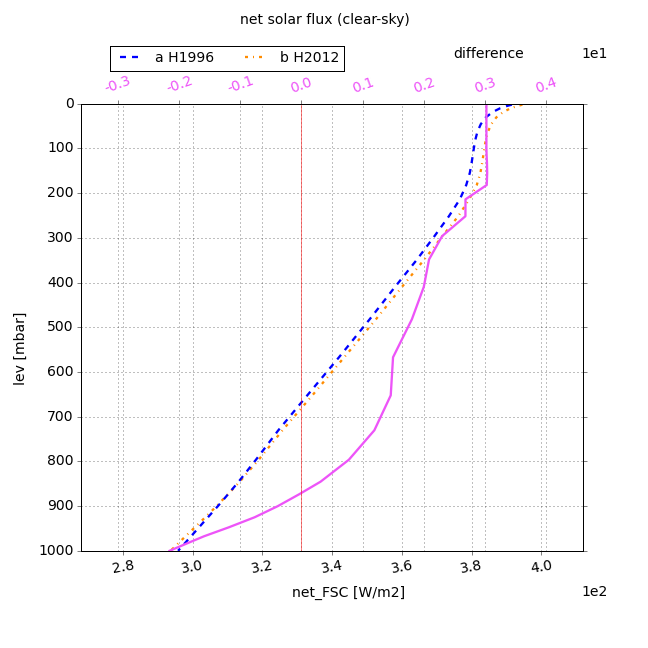 net solar flux (clear-sky)
a H1996 b H2012 difference 1e1
-0.3 -0.2 -0.1 0.0 0.1 0.2 0.3 0.4
0
100
200
300
400
500
600
700
800
900
1000
lev [mbar]
2.8 3.0 3.2 3.4 3.6 3.8 4.0
net_FSC [W/m2] 1e2